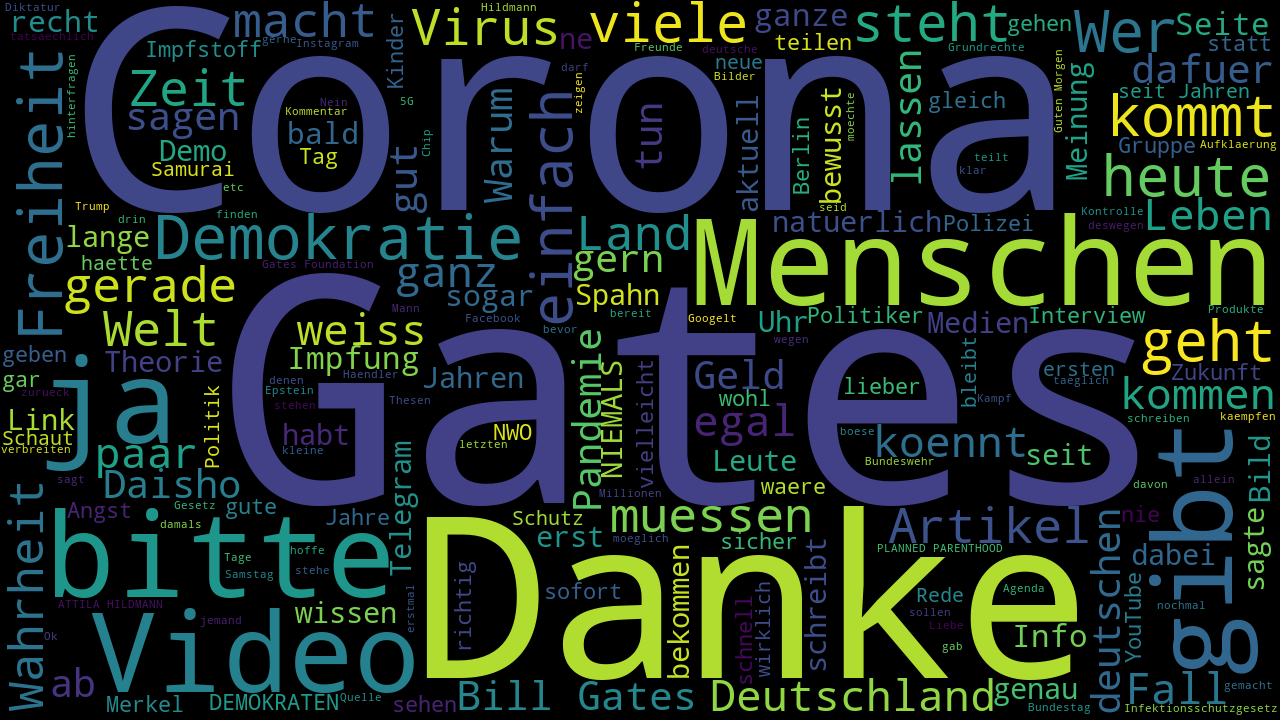 Diktatur
recht
tatsaechlich
macht
Impfstoff
gerne
Instagram
Kinder
Hildmann
Virus
ne
viele
Freunde
deutsche
ganze
teilen
neue
Bilder
darf
steht
Grundrechte
gehen
Wer
Seite
statt
dafuer
seit Jahren
kommt
Gruppe
Aufklaerung
Guten Morgen
Meinung
Freiheit
hinterfragen
Corona
Zeit
sagen
Nein
Kommentar
bald
Demo
Tag
Samurai
etc
5G
Chip
gut
Warum
einfach
zeigen
tun
aktuell
Berlin
bewusst
moechte
lassen
gleich
teilt
klar
heute
Trump
drin
finden
lange
haette
Demokratie
Gates Foundation
ganz
sogar
Land
gern
Spahn
seid
natuerlich
Polizei
Kontrolle
deswegen
Leben
Menschen
gerade
Welt
weiss
Mann
Facebook
bevor
bereit
Googelt
Uhr
Politiker
wegen
Medien
Interview
Produkte
geht
geben
Theorie
Impfung
gar
zurueck
ja
Gates
denen
Haendler
Epstein
Thesen
Jahren
stehen
Pandemie
NIEMALS
vielleicht
Geld
wohl
egal
lieber
bleibt
Kampf
ersten
taeglich
Zukunft
kommen
schreiben
kaempfen
Link
Schaut
verbreiten
Politik
habt
kleine
NWO
letzten
boese
koennt
Bundeswehr
seit
paar
Daisho
sagt
Leute
waere
Millionen
davon
allein
gibt
Bild
Wahrheit
Angst
Gesetz
damals
gute
Jahre
Telegram
Schutz
erst
moeglich
muessen
sicher
Artikel
PLANNED PARENTHOOD
nie
dabei
sagte
bitte
Tage
Samstag
hoffe
stehe
Danke
ATTILA HILDMANN
jemand
wissen
erstmal
richtig
sofort
bekommen
schnell
wirklich
schreibt
Rede
sollen
Liebe
gab
Agenda
Info
deutschen
YouTube
nochmal
Ok
Video
ab
Merkel
DEMOKRATEN
Quelle
sehen
Bill Gates
Deutschland
genau
Bundestag
Fall
gemacht
Infektionsschutzgesetz